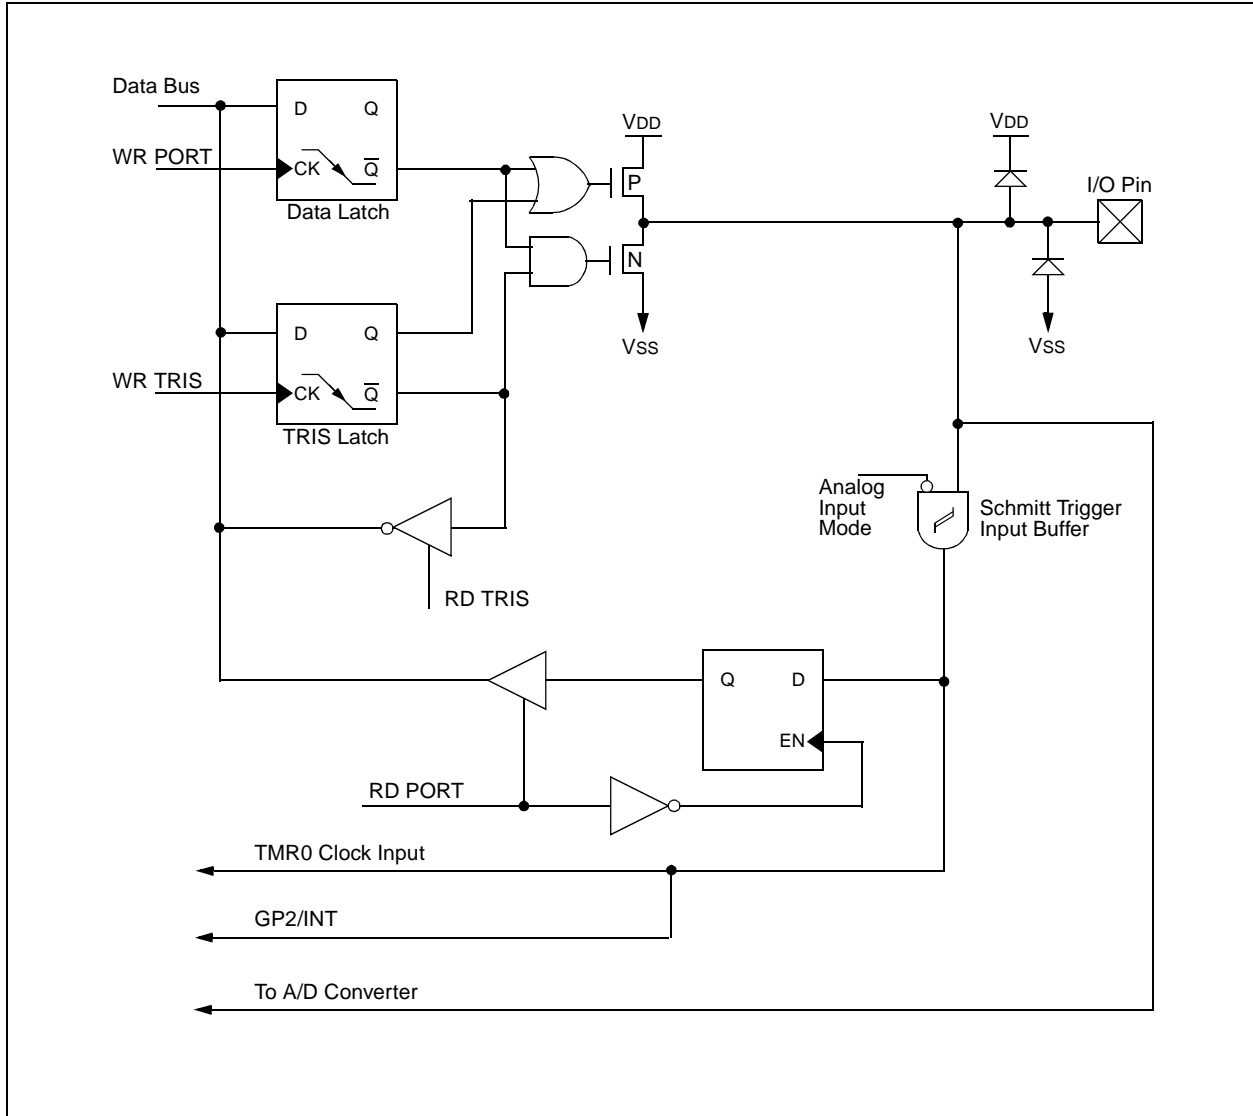 Data Bus
D Q
WR PORT
CK Q̅
Data Latch
VDD
P
N
VSS
VDD
I/O Pin
VSS
D Q
WR TRIS
CK Q̅
TRIS Latch
Analog
Input
Mode
Schmitt Trigger
Input Buffer
RD TRIS
Q D
EN
RD PORT
TMR0 Clock Input
GP2/INT
To A/D Converter